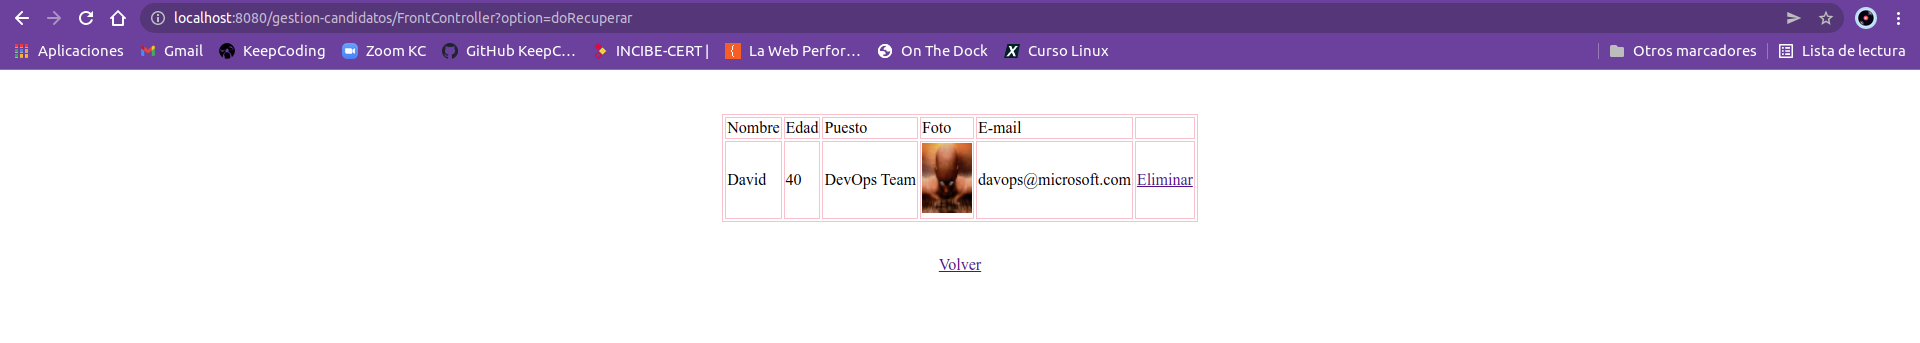 localhost:8080/gestion-candidatos/FrontController?option=doRecuperar
Aplicaciones Gmail KeepCoding Zoom KC GitHub KeepC… INCIBE-CERT | La Web Perfor… On The Dock Curso Linux Otros marcadores Lista de lectura
Nombre Edad Puesto Foto E-mail
David 40 DevOps Team davops@microsoft.com Eliminar
Volver